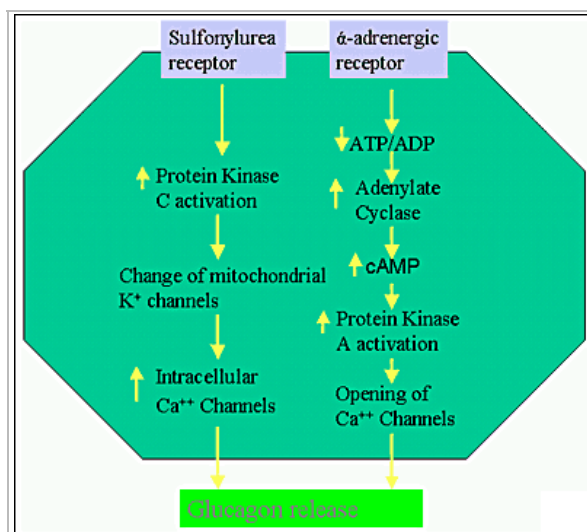 Sulfonylurea
receptor
ά-adrenergic
receptor
Protein Kinase
C activation
Change of mitochondrial
K⁺ channels
Intracellular
Ca⁺⁺ Channels
ATP/ADP
Adenylate
Cyclase
cAMP
Protein Kinase
A activation
Opening of
Ca⁺⁺ Channels
Glucagon release